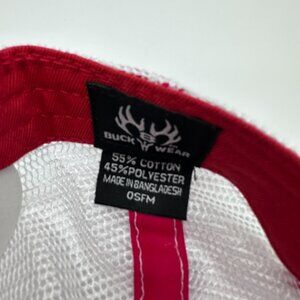 BUCK WEAR
55% COTTON
45% POLYESTER
MADE IN BANGLADESH
OSFM